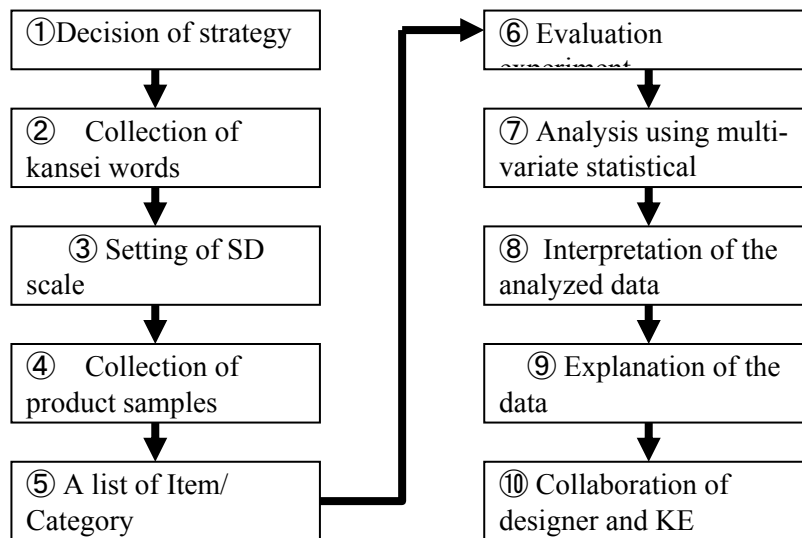 ①Decision of strategy
② Collection of
kansei words
③ Setting of SD
scale
④ Collection of
product samples
⑤ A list of Item/
Category
⑥ Evaluation
experiment
⑦ Analysis using multi-
variate statistical
⑧ Interpretation of the
analyzed data
⑨ Explanation of the
data
⑩ Collaboration of
designer and KE